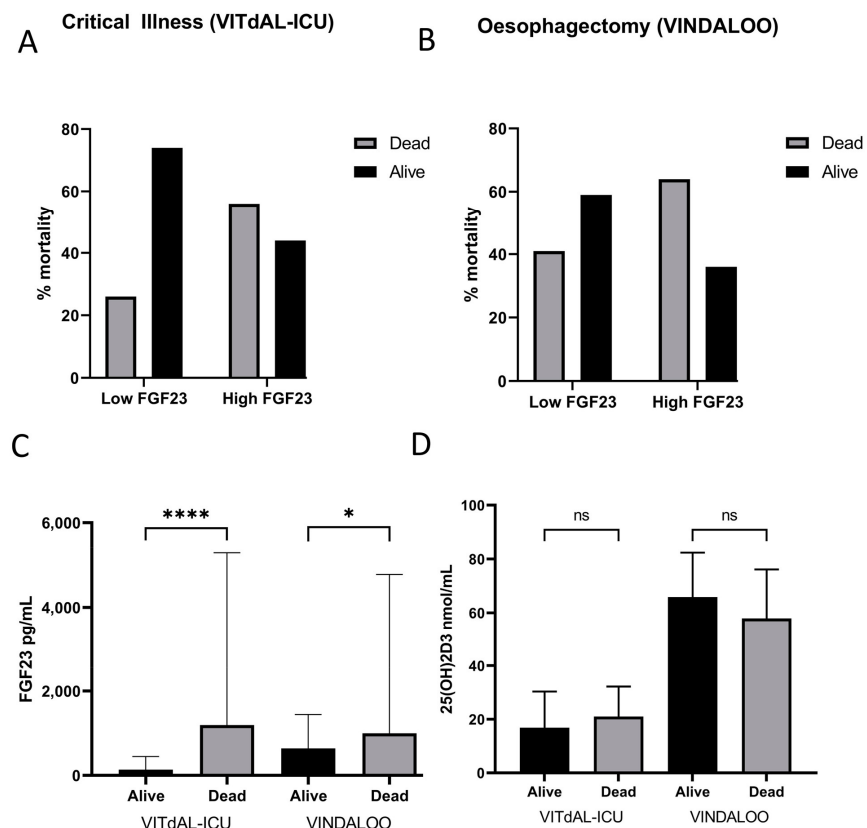 Critical Illness (VITdAL-ICU)
A
Dead
Alive
% mortality
80
60
40
20
0
Low FGF23
High FGF23
Oesophagectomy (VINDALOO)
B
Dead
Alive
% mortality
80
60
40
20
0
Low FGF23
High FGF23
C
FGF23 pg/mL
6,000
4,000
2,000
0
****
*
Alive
Dead
Alive
Dead
VITdAL-ICU
VINDALOO
D
25(OH)2D3 nmol/mL
100
80
60
40
20
0
ns
ns
Alive
Dead
Alive
Dead
VITdAL-ICU
VINDALOO